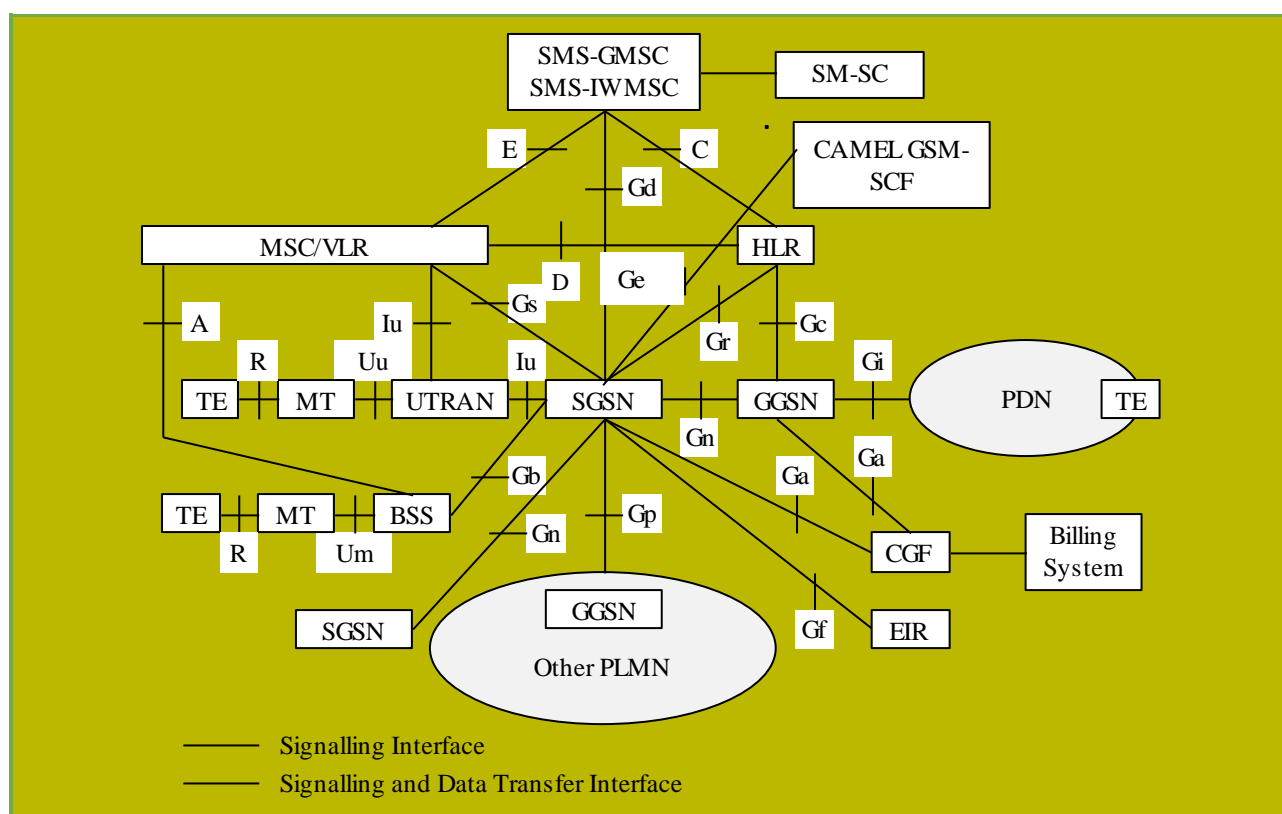 SMS-GMSC
SMS-IWMSC
SM-SC
E
C
CAMEL GSM-
SCF
Gd
MSC/VLR
HLR
D
Ge
Gs
A
Iu
Gr
Gc
R
Uu
Iu
Gi
TE
MT
UTRAN
SGSN
GGSN
PDN
TE
Gn
Ga
Ga
Gb
TE
MT
BSS
Gn
Gp
R
Um
CGF
Billing
System
GGSN
SGSN
Gf
EIR
Other PLMN
Signalling Interface
Signalling and Data Transfer Interface